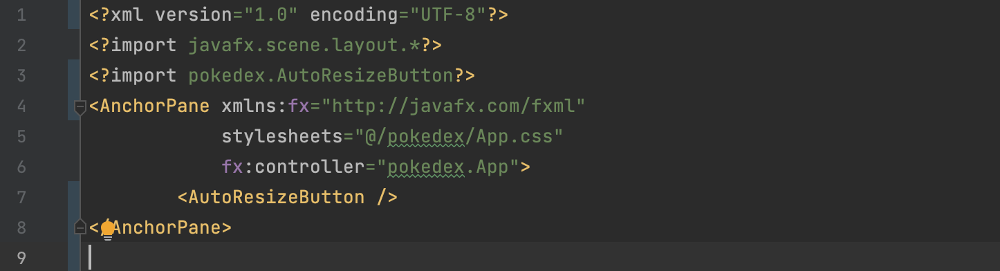 1 <?xml version="1.0" encoding="UTF-8"?>
2 <?import javafx.scene.layout.*?>
3 <?import pokedex.AutoResizeButton?>
4 <AnchorPane xmlns:fx="http://javafx.com/fxml"
5 stylesheets="@/pokedex/App.css"
6 fx:controller="pokedex.App">
7 <AutoResizeButton />
8 </AnchorPane>
9